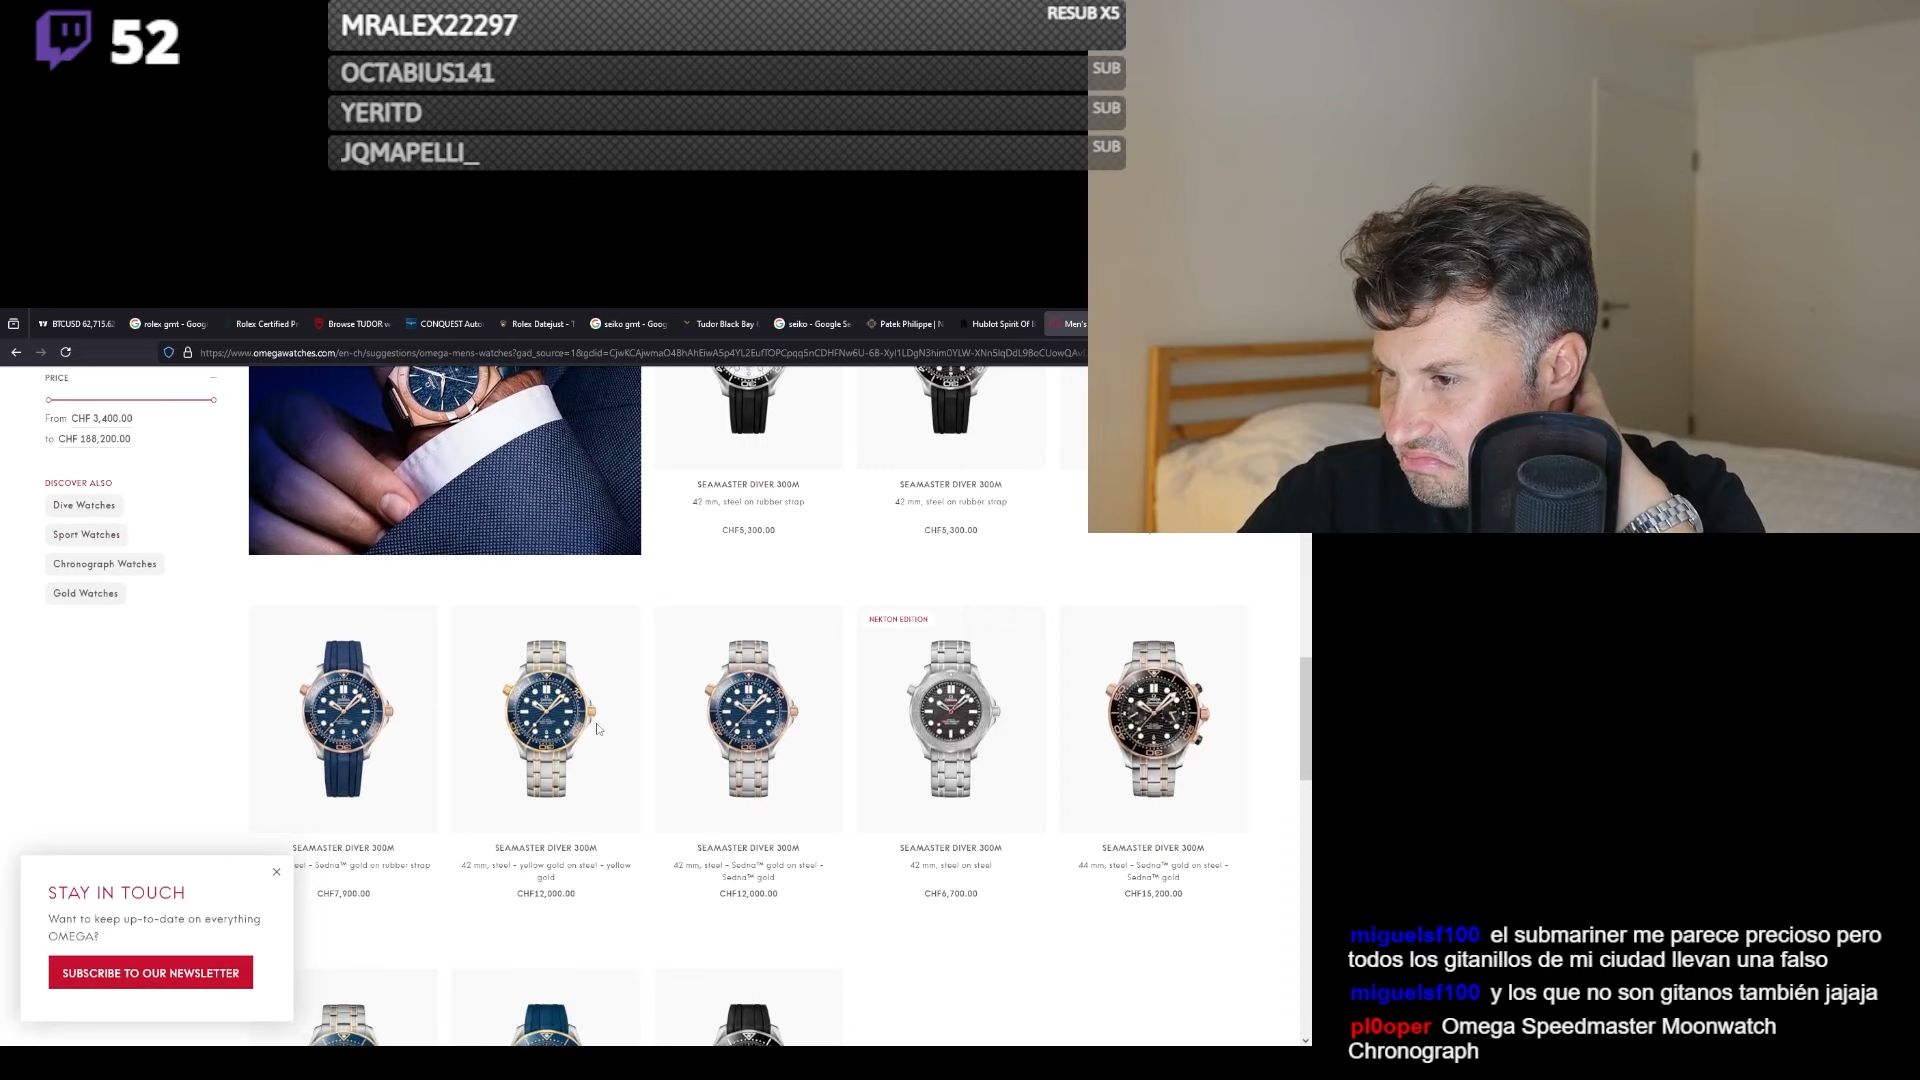 52
MRALEX22297
RESUB X5
OCTABIUS141
SUB
YERITD
SUB
JQMAPELLI_
SUB
BTCUSD 62,715.62
rolex gmt - Goog
Rolex Certified Pr
Browse TUDOR w
CONQUEST Auto
Rolex Datejust - T
seiko gmt - Goog
Tudor Black Bay
seiko - Google Se
Patek Philippe | N
Hublot Spirit Of B
Men's
PRICE
From CHF 3,400.00
to CHF 188,200.00
DISCOVER ALSO
Dive Watches
Sport Watches
Chronograph Watches
Gold Watches
SEAMASTER DIVER 300M
42 mm, steel on rubber strap
CHF5,300.00
SEAMASTER DIVER 300M
42 mm, steel on rubber strap
CHF5,300.00
SEAMASTER DIVER 300M
eel - Sedna™ gold on rubber strap
CHF7,900.00
SEAMASTER DIVER 300M
42 mm, steel - yellow gold on steel - yellow
gold
CHF12,000.00
SEAMASTER DIVER 300M
42 mm, steel - Sedna™ gold on steel -
Sedna™ gold
CHF12,000.00
NEKTON EDITION
SEAMASTER DIVER 300M
42 mm, steel on steel
CHF6,700.00
SEAMASTER DIVER 300M
44 mm, steel - Sedna™ gold on steel -
Sedna™ gold
CHF15,200.00
STAY IN TOUCH
Want to keep up-to-date on everything
OMEGA?
SUBSCRIBE TO OUR NEWSLETTER
miguelsf100 el submariner me parece precioso pero
todos los gitanillos de mi ciudad llevan una falso
miguelsf100 y los que no son gitanos también jajaja
pl0oper Omega Speedmaster Moonwatch
Chronograph